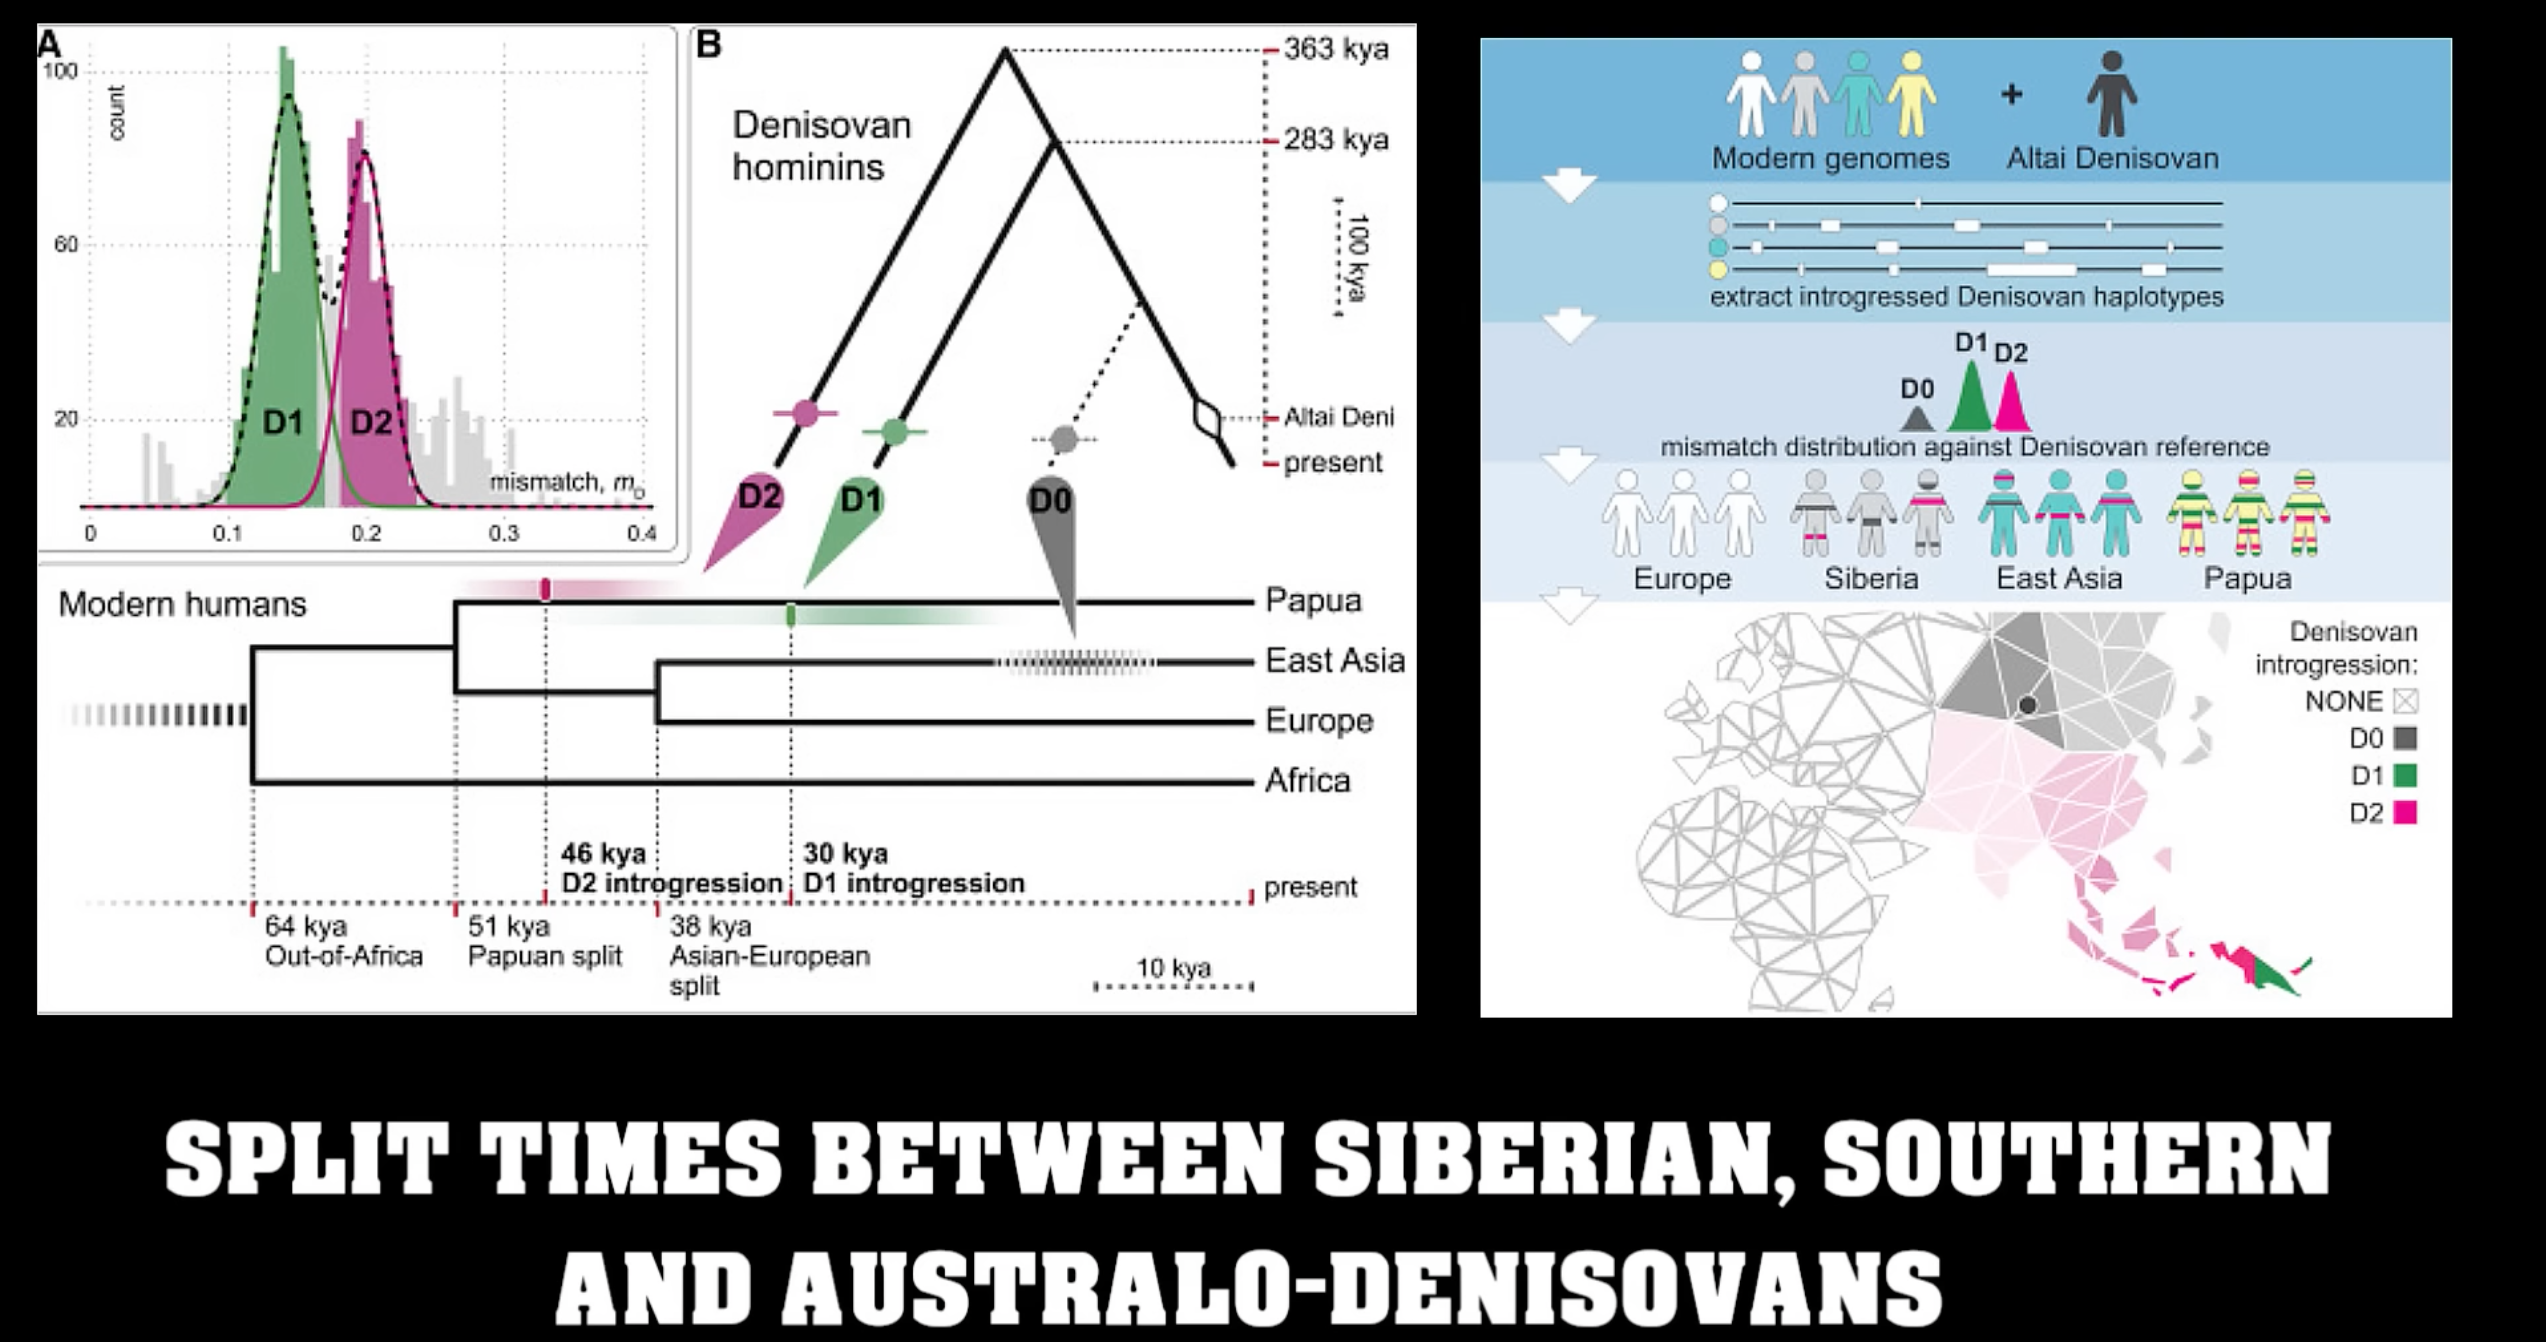 A
100
count
60
20
D1
D2
mismatch, mD
0
0.1
0.2
0.3
0.4
B
Denisovan
hominins
363 kya
283 kya
100 kya
Altai Deni
present
D2
D1
D0
Modern humans
Papua
East Asia
Europe
Africa
46 kya
D2 introgression
30 kya
D1 introgression
present
64 kya
Out-of-Africa
51 kya
Papuan split
38 kya
Asian-European
split
10 kya
+
Modern genomes
Altai Denisovan
extract introgressed Denisovan haplotypes
D0
D1
D2
mismatch distribution against Denisovan reference
Europe
Siberia
East Asia
Papua
Denisovan
introgression:
NONE
D0
D1
D2
SPLIT TIMES BETWEEN SIBERIAN, SOUTHERN
AND AUSTRALO-DENISOVANS